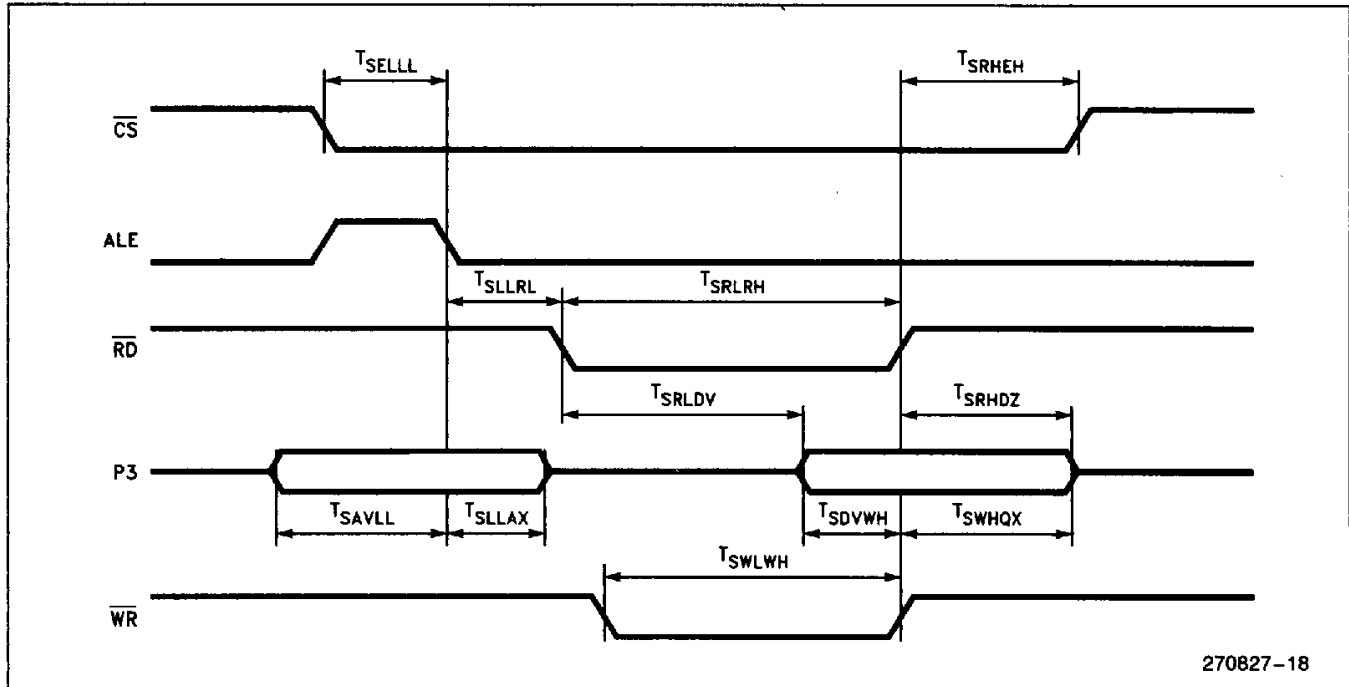 TSELLL
TSRHEH
CS
ALE
TSLLRL
TSRLRH
RD
TSRLDV
TSRHDZ
P3
TSAVLL
TSLLAX
TSDVWH
TSWHQX
TSWLWH
WR
270827-18